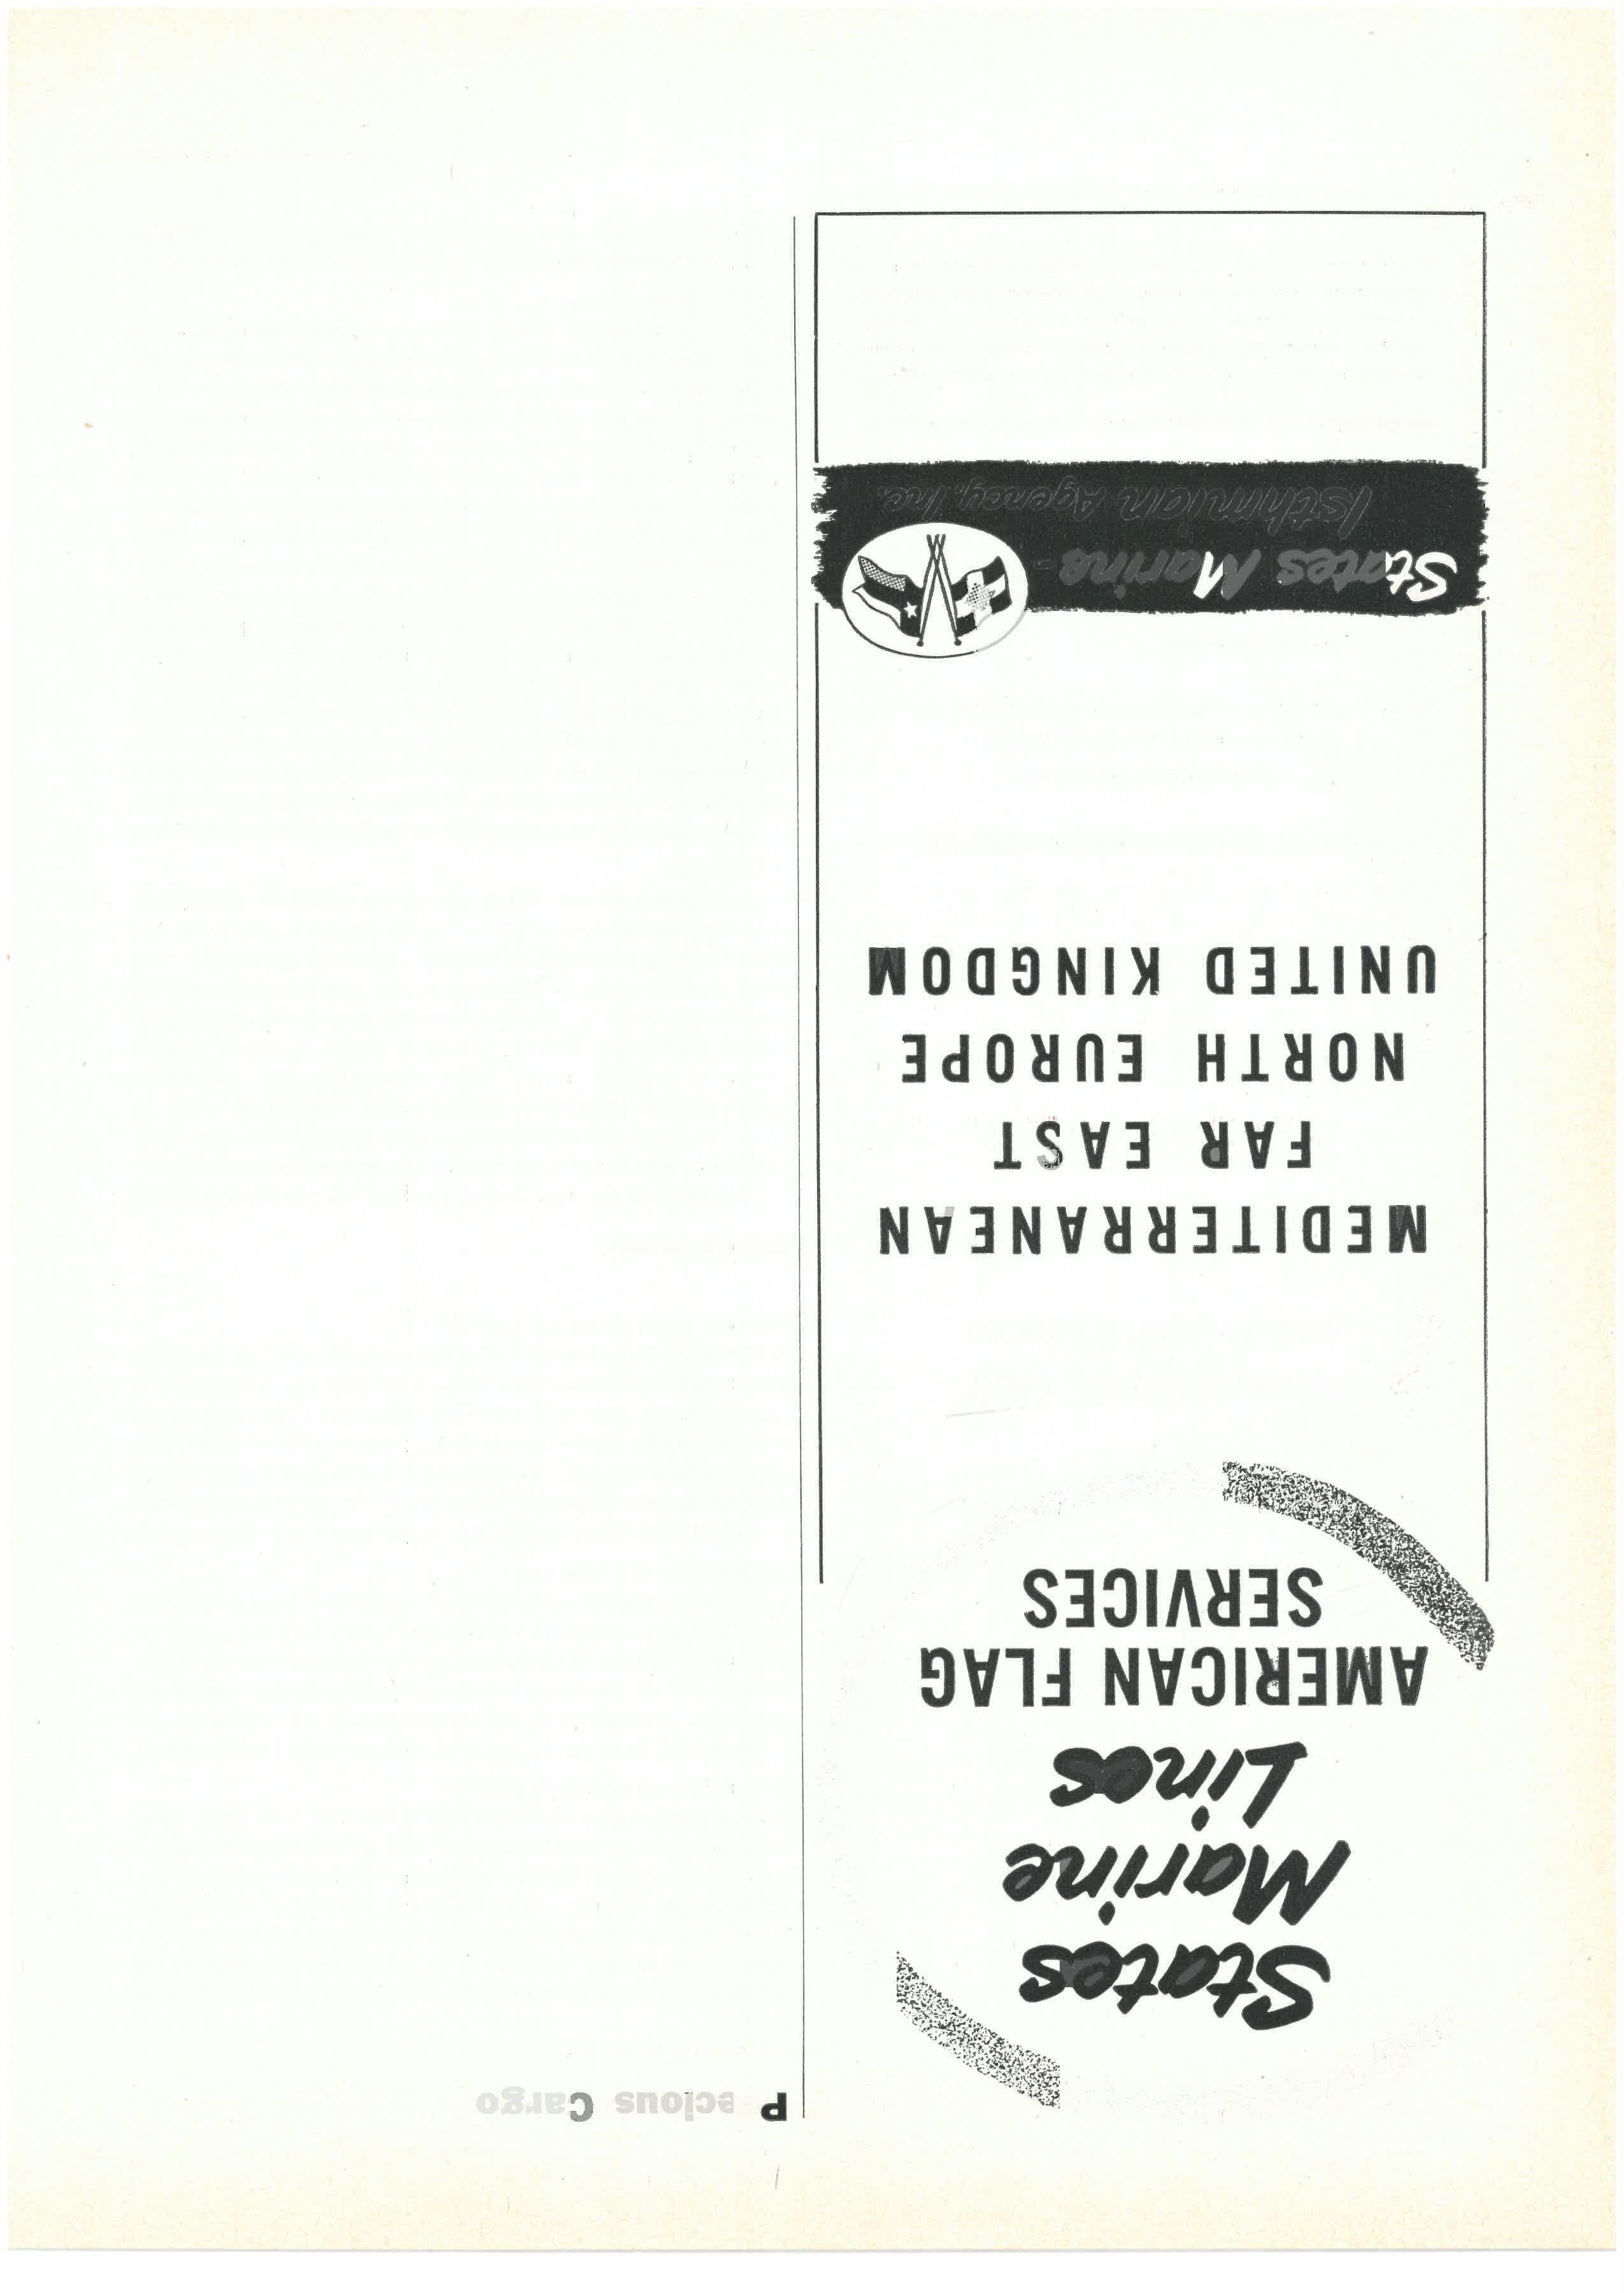 States
Marine
Lines
AMERICAN FLAG
SERVICES
MEDITERRANEAN
FAR EAST
NORTH EUROPE
UNITED KINGDOM
States Marine -
Isthmian Agency, Inc.
P ecious Cargo